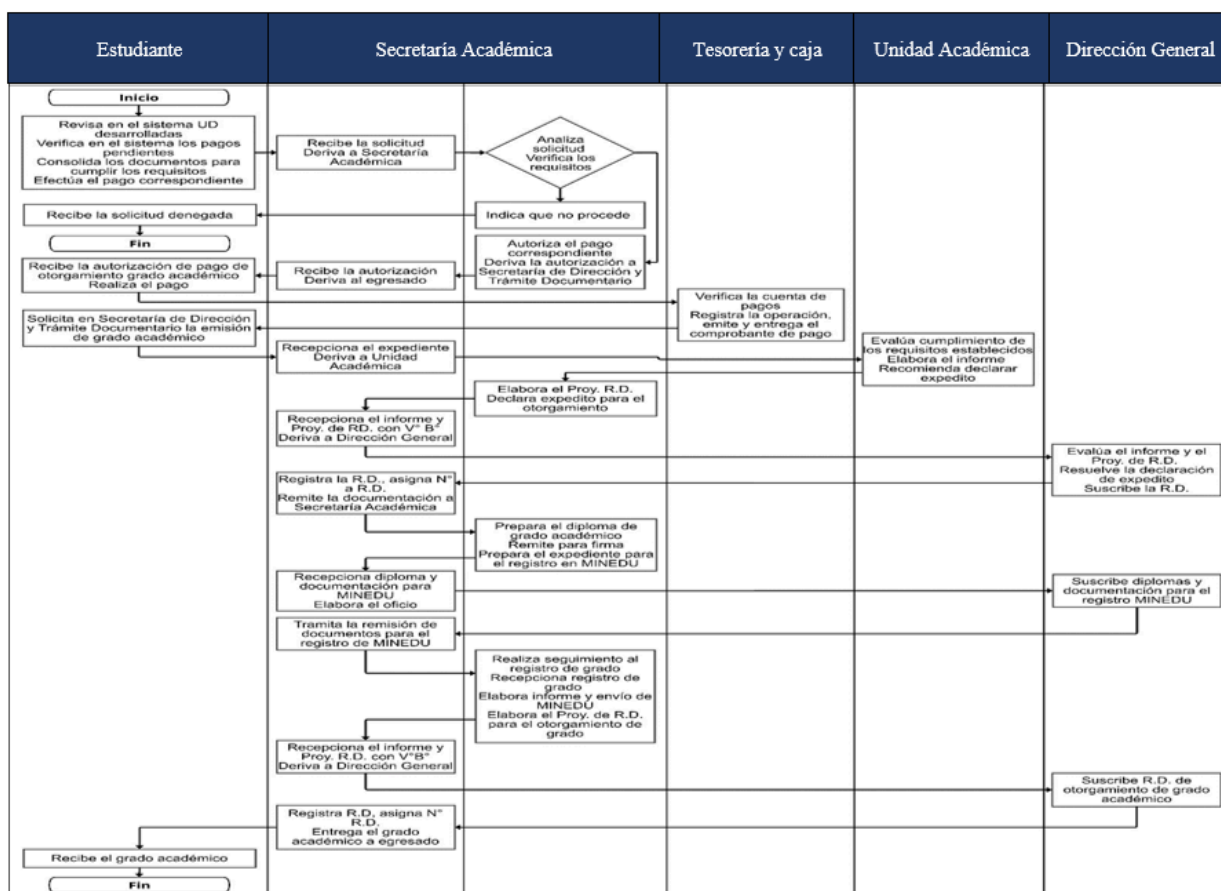 Estudiante
Secretaría Académica
Tesorería y caja
Unidad Académica
Dirección General
Inicio
Revisa en el sistema UD
desarrolladas
Verifica en el sistema los pagos
pendientes
Consolida los documentos para
cumplir los requisitos
Efectúa el pago correspondiente
Recibe la solicitud
Deriva a Secretaría
Académica
Analiza
solicitud
Verifica los
requisitos
Indica que no procede
Recibe la solicitud denegada
Fin
Autoriza el pago
correspondiente
Deriva la autorización a
Secretaría de Dirección y
Trámite Documentario
Recibe la autorización
Deriva al egresado
Recibe la autorización de pago de
otorgamiento grado académico
Realiza el pago
Verifica la cuenta de
pagos
Registra la operación,
emite y entrega el
comprobante de pago
Solicita en Secretaría de Dirección
y Trámite Documentario la emisión
de grado académico
Recepciona el expediente
Deriva a Unidad
Académica
Evalúa cumplimiento de
los requisitos establecidos
Elabora el informe
Recomienda declarar
expedito
Elabora el Proy. R.D.
Declara expedito para el
otorgamiento
Recepciona el informe y
Proy. de RD. con V° B°
Deriva a Dirección General
Evalúa el informe y el
Proy. de R.D.
Resuelve la declaración
de expedito
Suscribe la R.D.
Registra la R.D., asigna N°
a R.D.
Remite la documentación a
Secretaría Académica
Prepara el diploma de
grado académico
Remite para firma
Prepara el expediente para
el registro en MINEDU
Recepciona diploma y
documentación para
MINEDU
Elabora el oficio
Suscribe diplomas y
documentación para el
registro MINEDU
Tramita la remisión de
documentos para el
registro de MINEDU
Realiza seguimiento al
registro de grado
Recepciona registro de
grado
Elabora informe y envío de
MINEDU
Elabora el Proy. de R.D.
para el otorgamiento de
grado
Recepciona el informe y
Proy. R.D. con V°B°
Deriva a Dirección General
Suscribe R.D. de
otorgamiento de grado
académico
Registra R.D, asigna N°
R.D.
Entrega el grado
académico a egresado
Recibe el grado académico
Fin